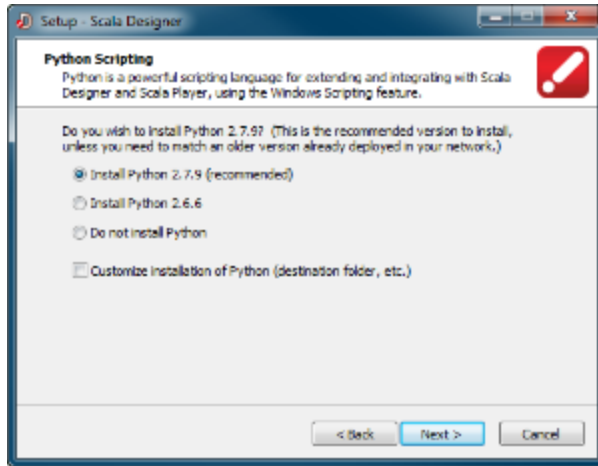 Setup - Scala Designer
Python Scripting
Python is a powerful scripting language for extending and integrating with Scala
Designer and Scala Player, using the Windows Scripting feature.
Do you wish to install Python 2.7.9? (This is the recommended version to install,
unless you need to match an older version already deployed in your network.)
Install Python 2.7.9 (recommended)
Install Python 2.6.6
Do not install Python
Customize installation of Python (destination folder, etc.)
< Back Next > Cancel